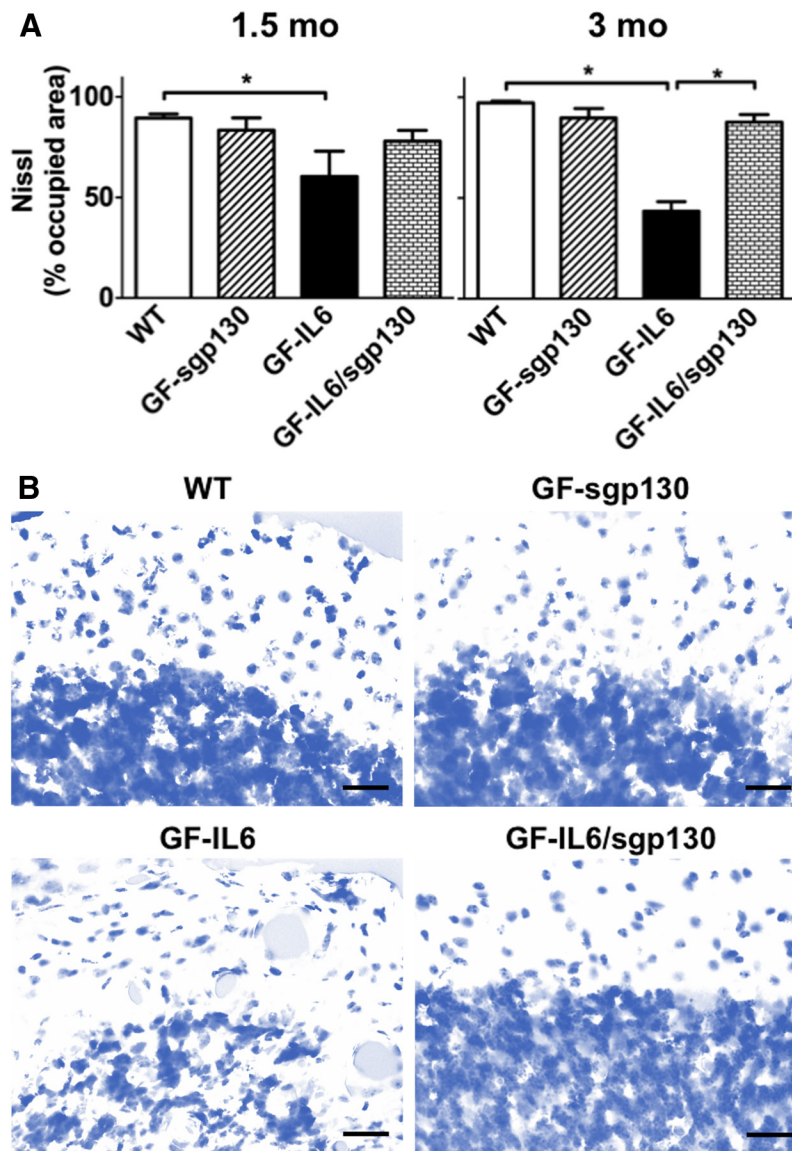 A
1.5 mo
3 mo
Nissl
(% occupied area)
100
50
0
*
*
*
WT
GF-sgp130
GF-IL6
GF-IL6/sgp130
WT
GF-sgp130
GF-IL6
GF-IL6/sgp130
B
WT
GF-sgp130
GF-IL6
GF-IL6/sgp130